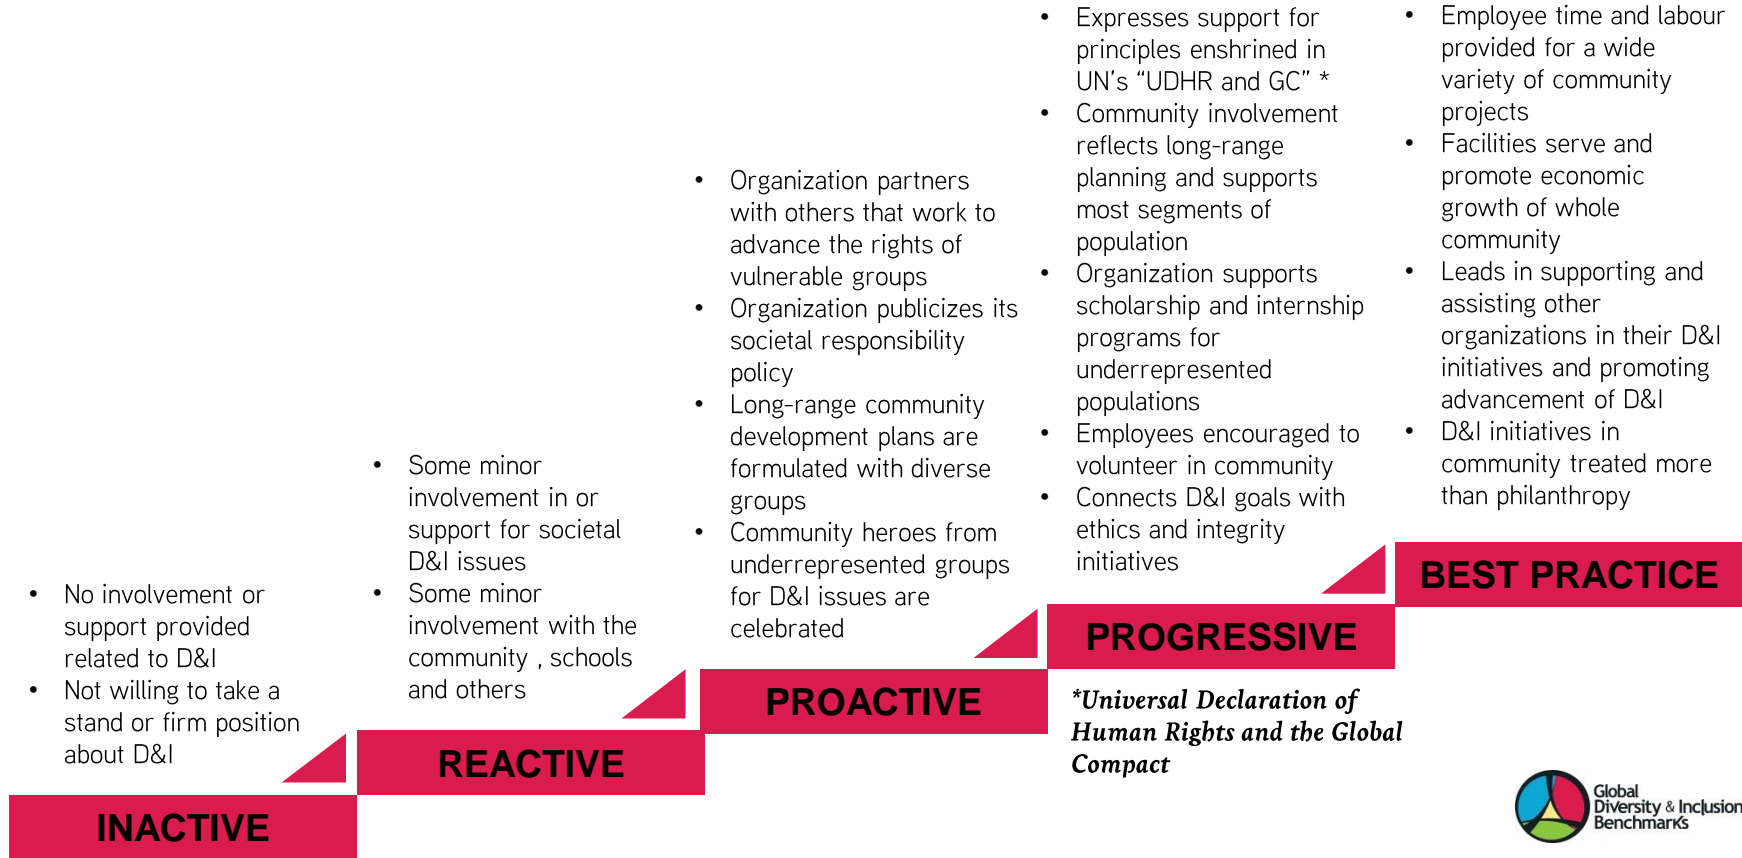 • No involvement or
support provided
related to D&I
• Not willing to take a
stand or firm position
about D&I
INACTIVE
• Some minor
involvement in or
support for societal
D&I issues
• Some minor
involvement with the
community , schools
and others
REACTIVE
• Organization partners
with others that work to
advance the rights of
vulnerable groups
• Organization publicizes its
societal responsibility
policy
• Long-range community
development plans are
formulated with diverse
groups
• Community heroes from
underrepresented groups
for D&I issues are
celebrated
PROACTIVE
• Expresses support for
principles enshrined in
UN’s “UDHR and GC” *
• Community involvement
reflects long-range
planning and supports
most segments of
population
• Organization supports
scholarship and internship
programs for
underrepresented
populations
• Employees encouraged to
volunteer in community
• Connects D&I goals with
ethics and integrity
initiatives
PROGRESSIVE
*Universal Declaration of
Human Rights and the Global
Compact
• Employee time and labour
provided for a wide
variety of community
projects
• Facilities serve and
promote economic
growth of whole
community
• Leads in supporting and
assisting other
organizations in their D&I
initiatives and promoting
advancement of D&I
• D&I initiatives in
community treated more
than philanthropy
BEST PRACTICE
Global
Diversity & Inclusion
Benchmarks